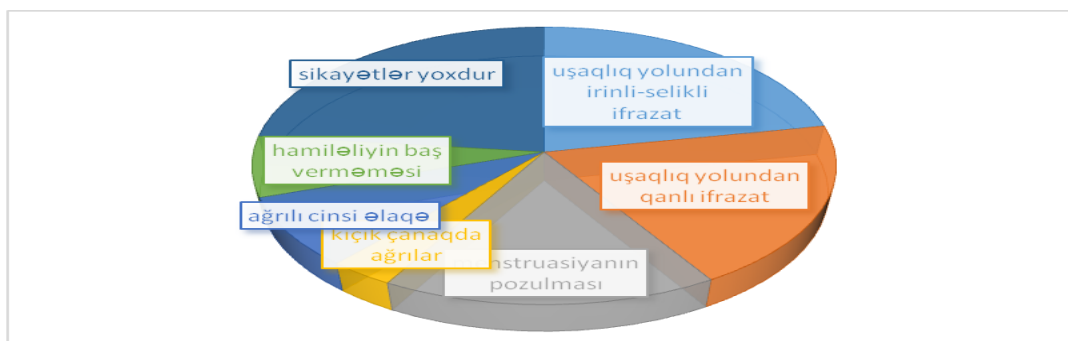 sikayətlər yoxdur
uşaqlıq yolundan
irinli-selikli
ifrazat
hamiləliyin baş
verməməsi
uşaqlıq yolundan
qanlı ifrazat
ağrılı cinsi əlaqə
kiçik çanaqda
ağrılar
menstruasiyanın
pozulması